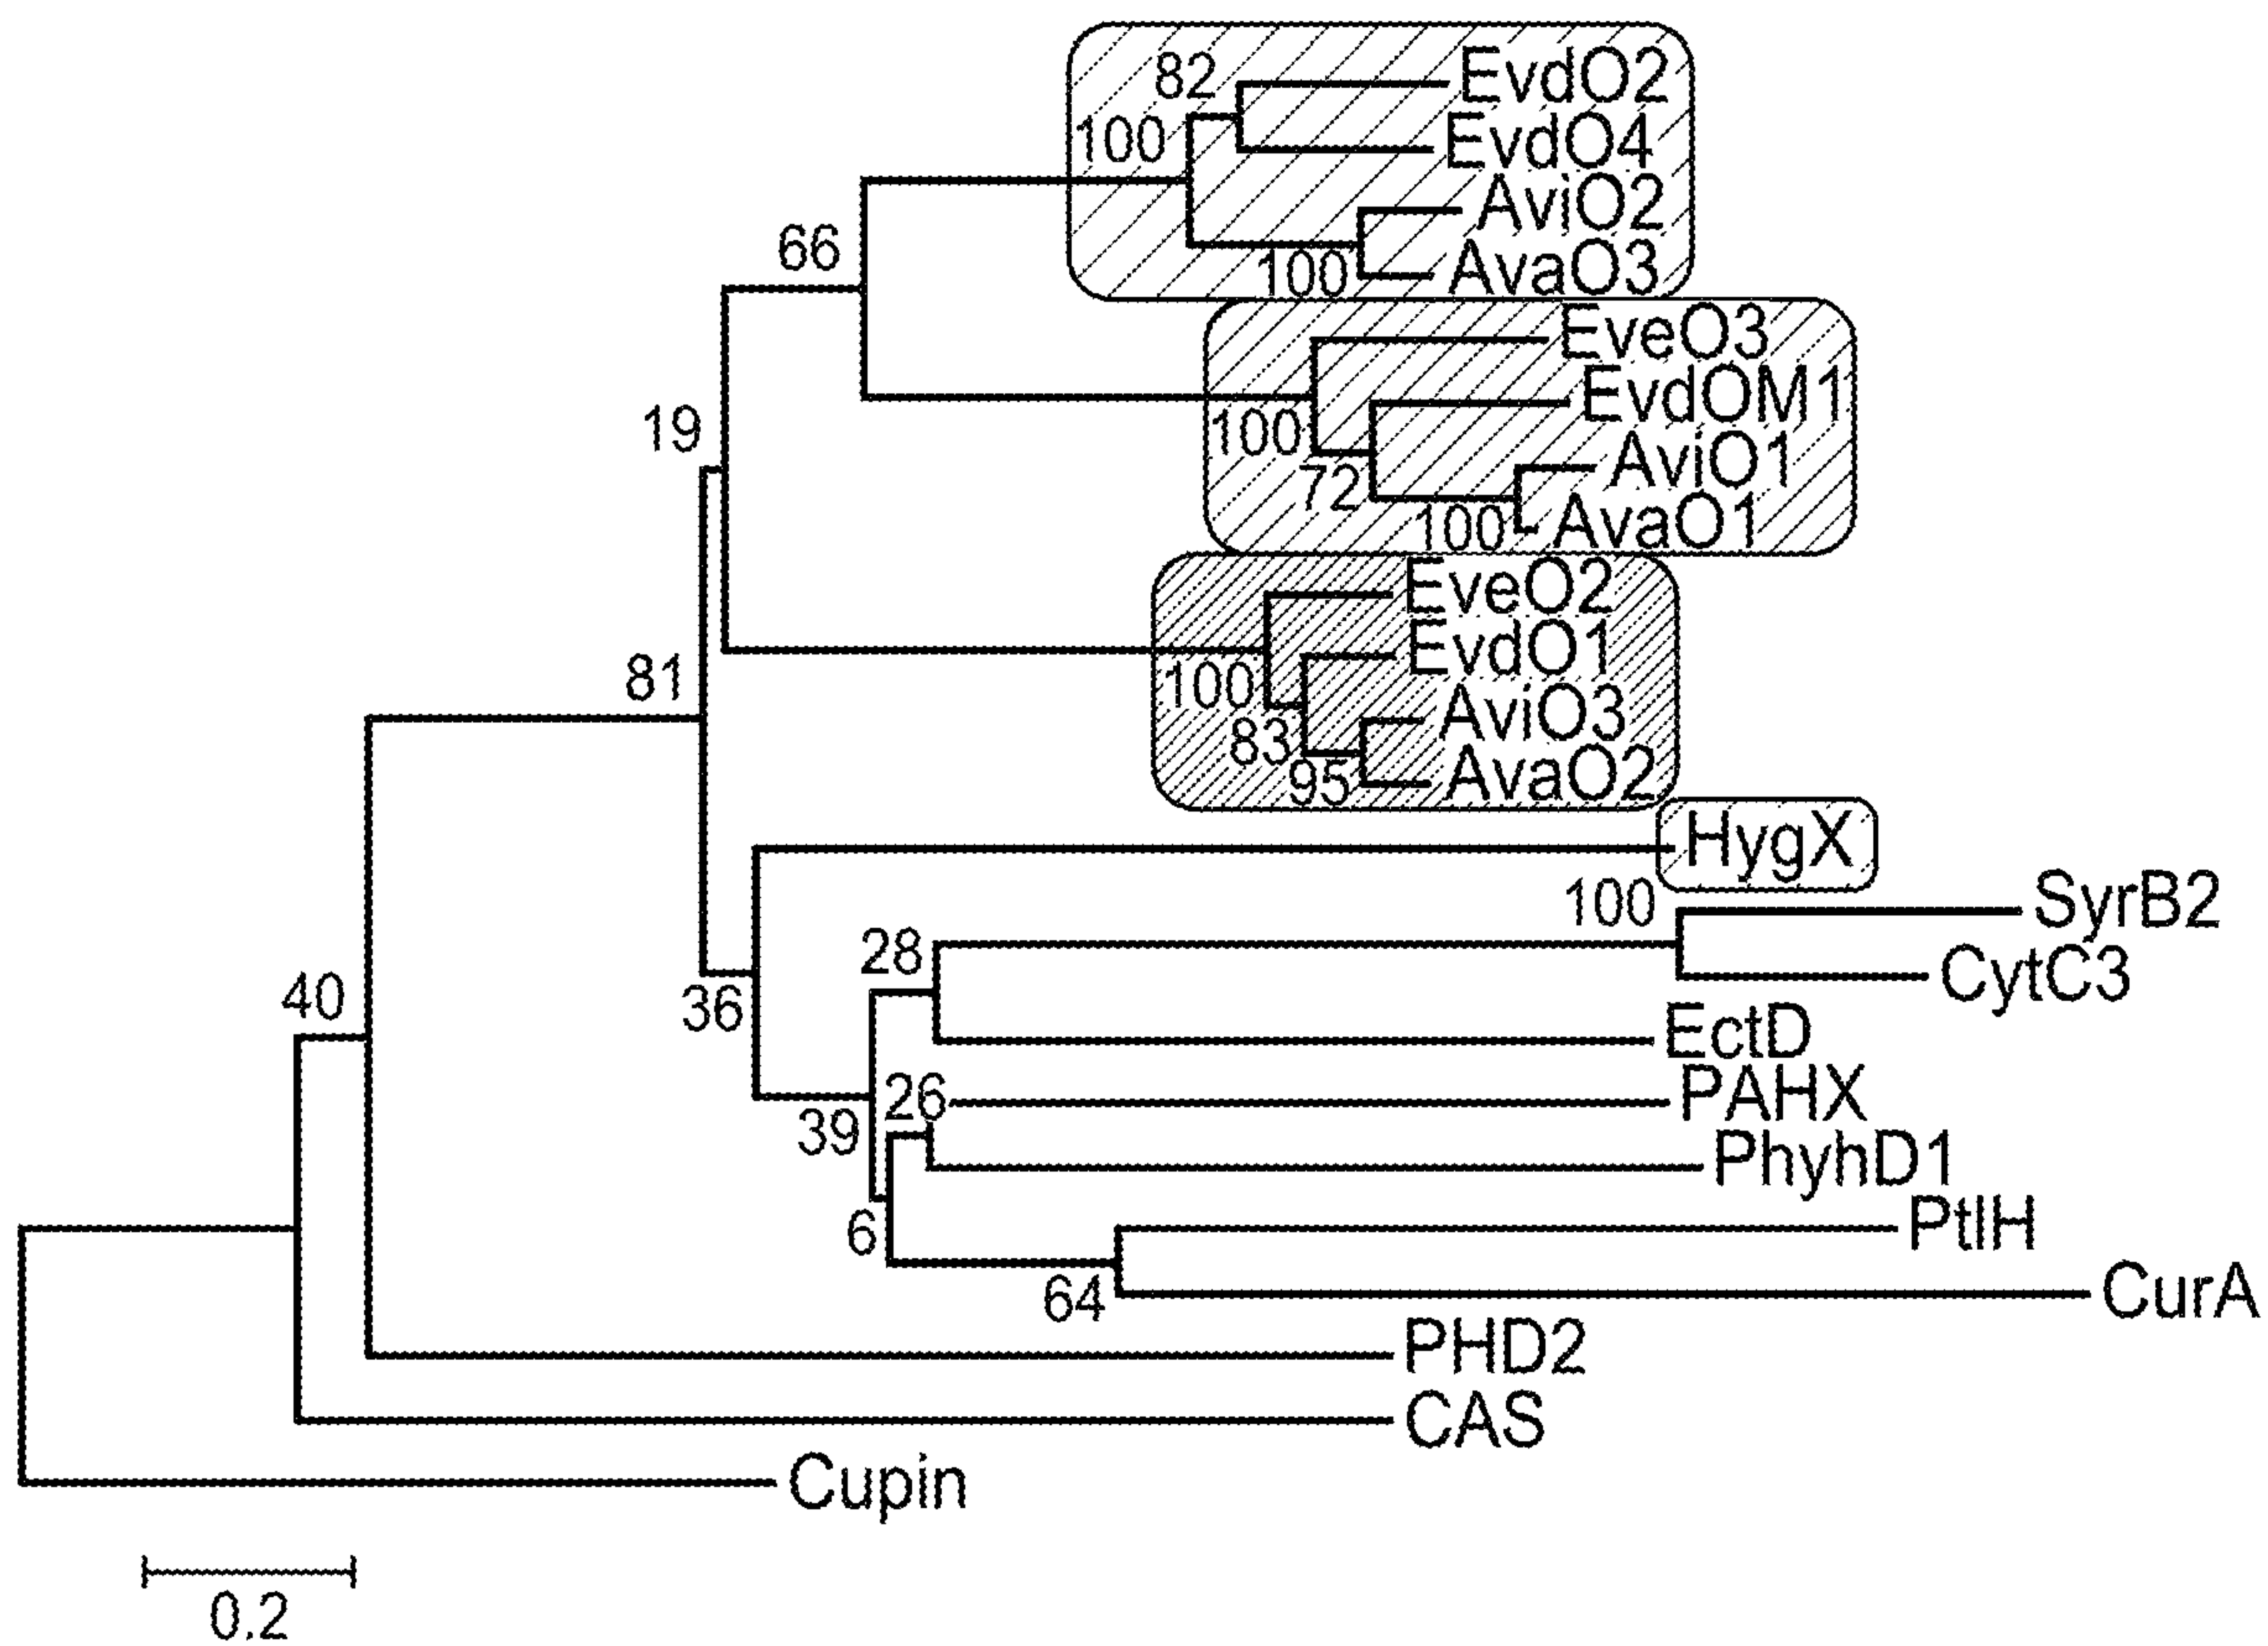 82
EvdO2
100
EvdO4
AviO2
66
100
AvaO3
EveO3
19
100
EvdOM1
72
AviO1
100
AvaO1
EveO2
81
100
EvdO1
83
AviO3
95
AvaO2
HygX
100
SyrB2
28
CytC3
40
36
EctD
26
PAHX
39
PhyhD1
6
PtlH
64
CurA
PHD2
CAS
Cupin
0.2